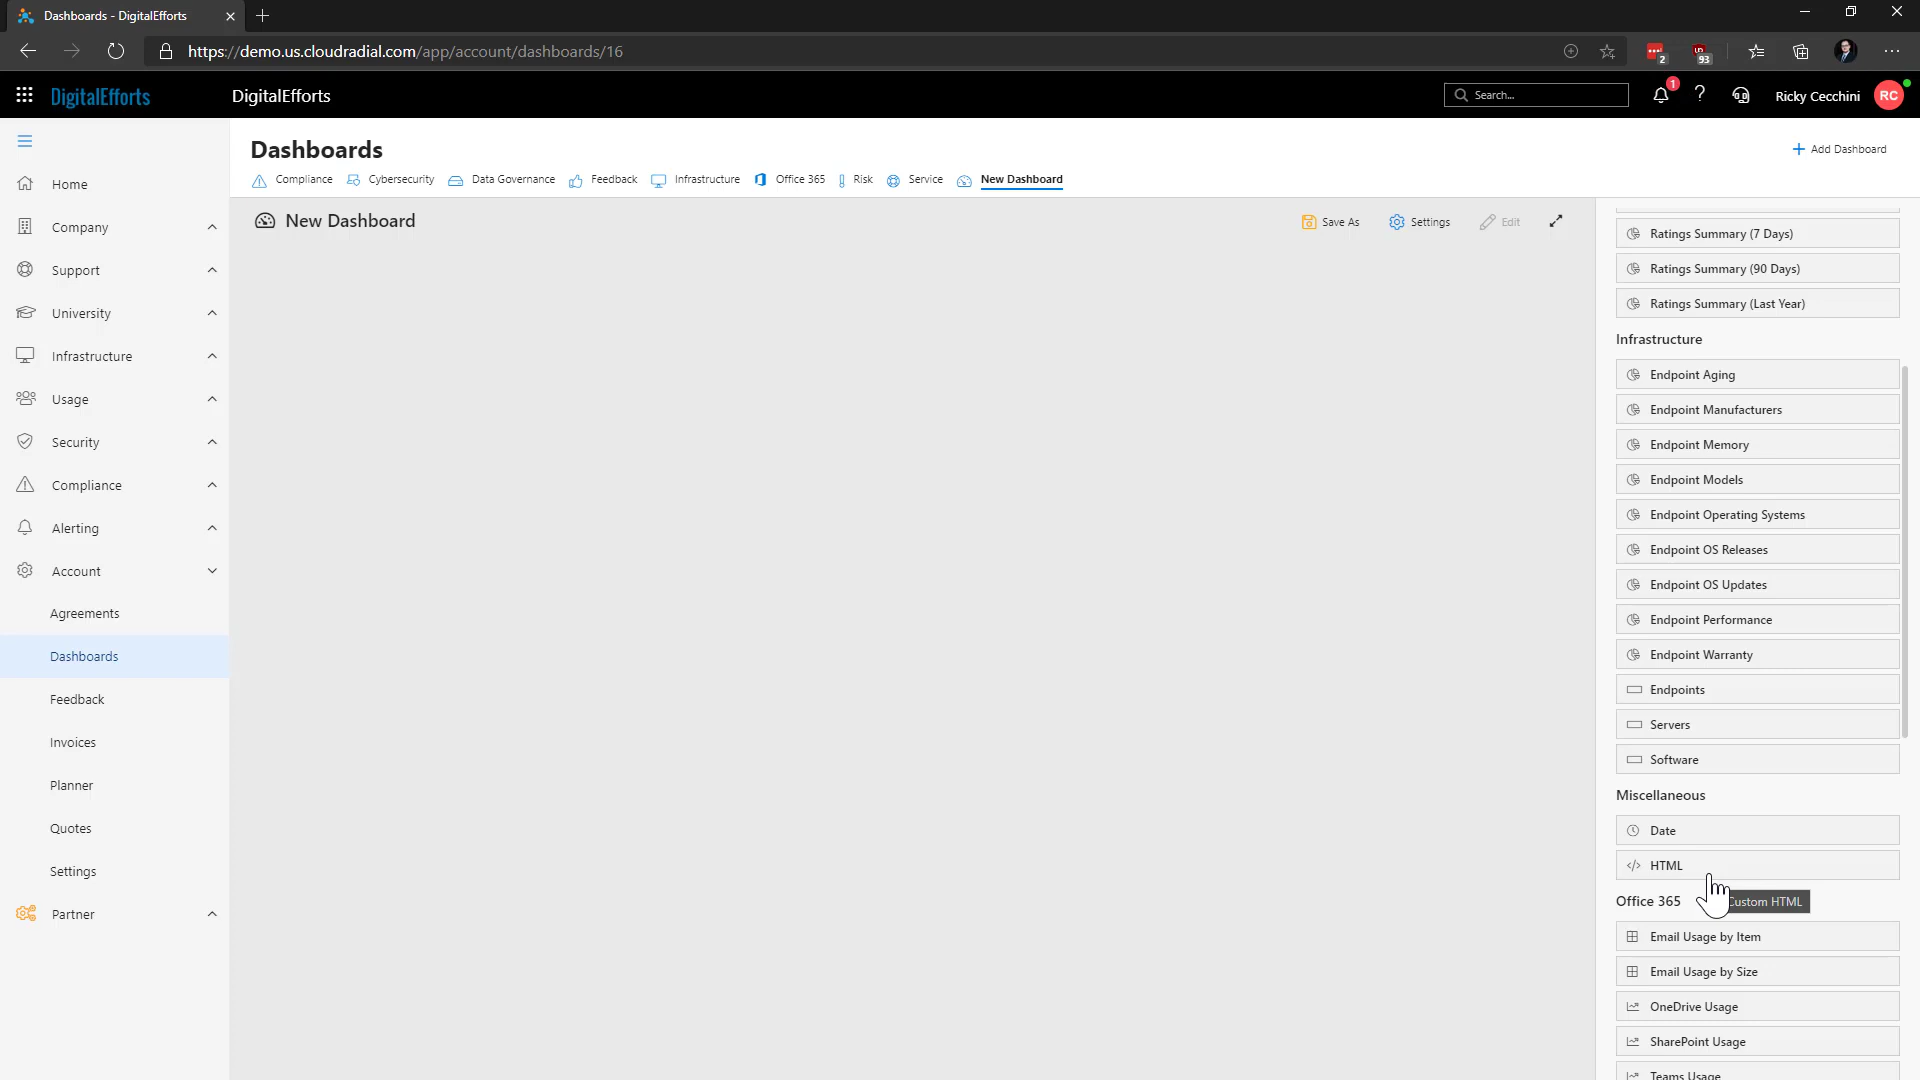 Dashboards - DigitalEfforts
https://demo.us.cloudradial.com/app/account/dashboards/16
2
93
DigitalEfforts
DigitalEfforts
Search...
1
Ricky Cecchini
RC
Home
Company
Support
University
Infrastructure
Usage
Security
Compliance
Alerting
Account
Agreements
Dashboards
Feedback
Invoices
Planner
Quotes
Settings
Partner
Dashboards
Add Dashboard
Compliance Cybersecurity Data Governance Feedback Infrastructure Office 365 Risk Service New Dashboard
New Dashboard
Save As Settings Edit
Ratings Summary (7 Days)
Ratings Summary (90 Days)
Ratings Summary (Last Year)
Infrastructure
Endpoint Aging
Endpoint Manufacturers
Endpoint Memory
Endpoint Models
Endpoint Operating Systems
Endpoint OS Releases
Endpoint OS Updates
Endpoint Performance
Endpoint Warranty
Endpoints
Servers
Software
Miscellaneous
Date
HTML
Office 365
Custom HTML
Email Usage by Item
Email Usage by Size
OneDrive Usage
SharePoint Usage
Teams Usage